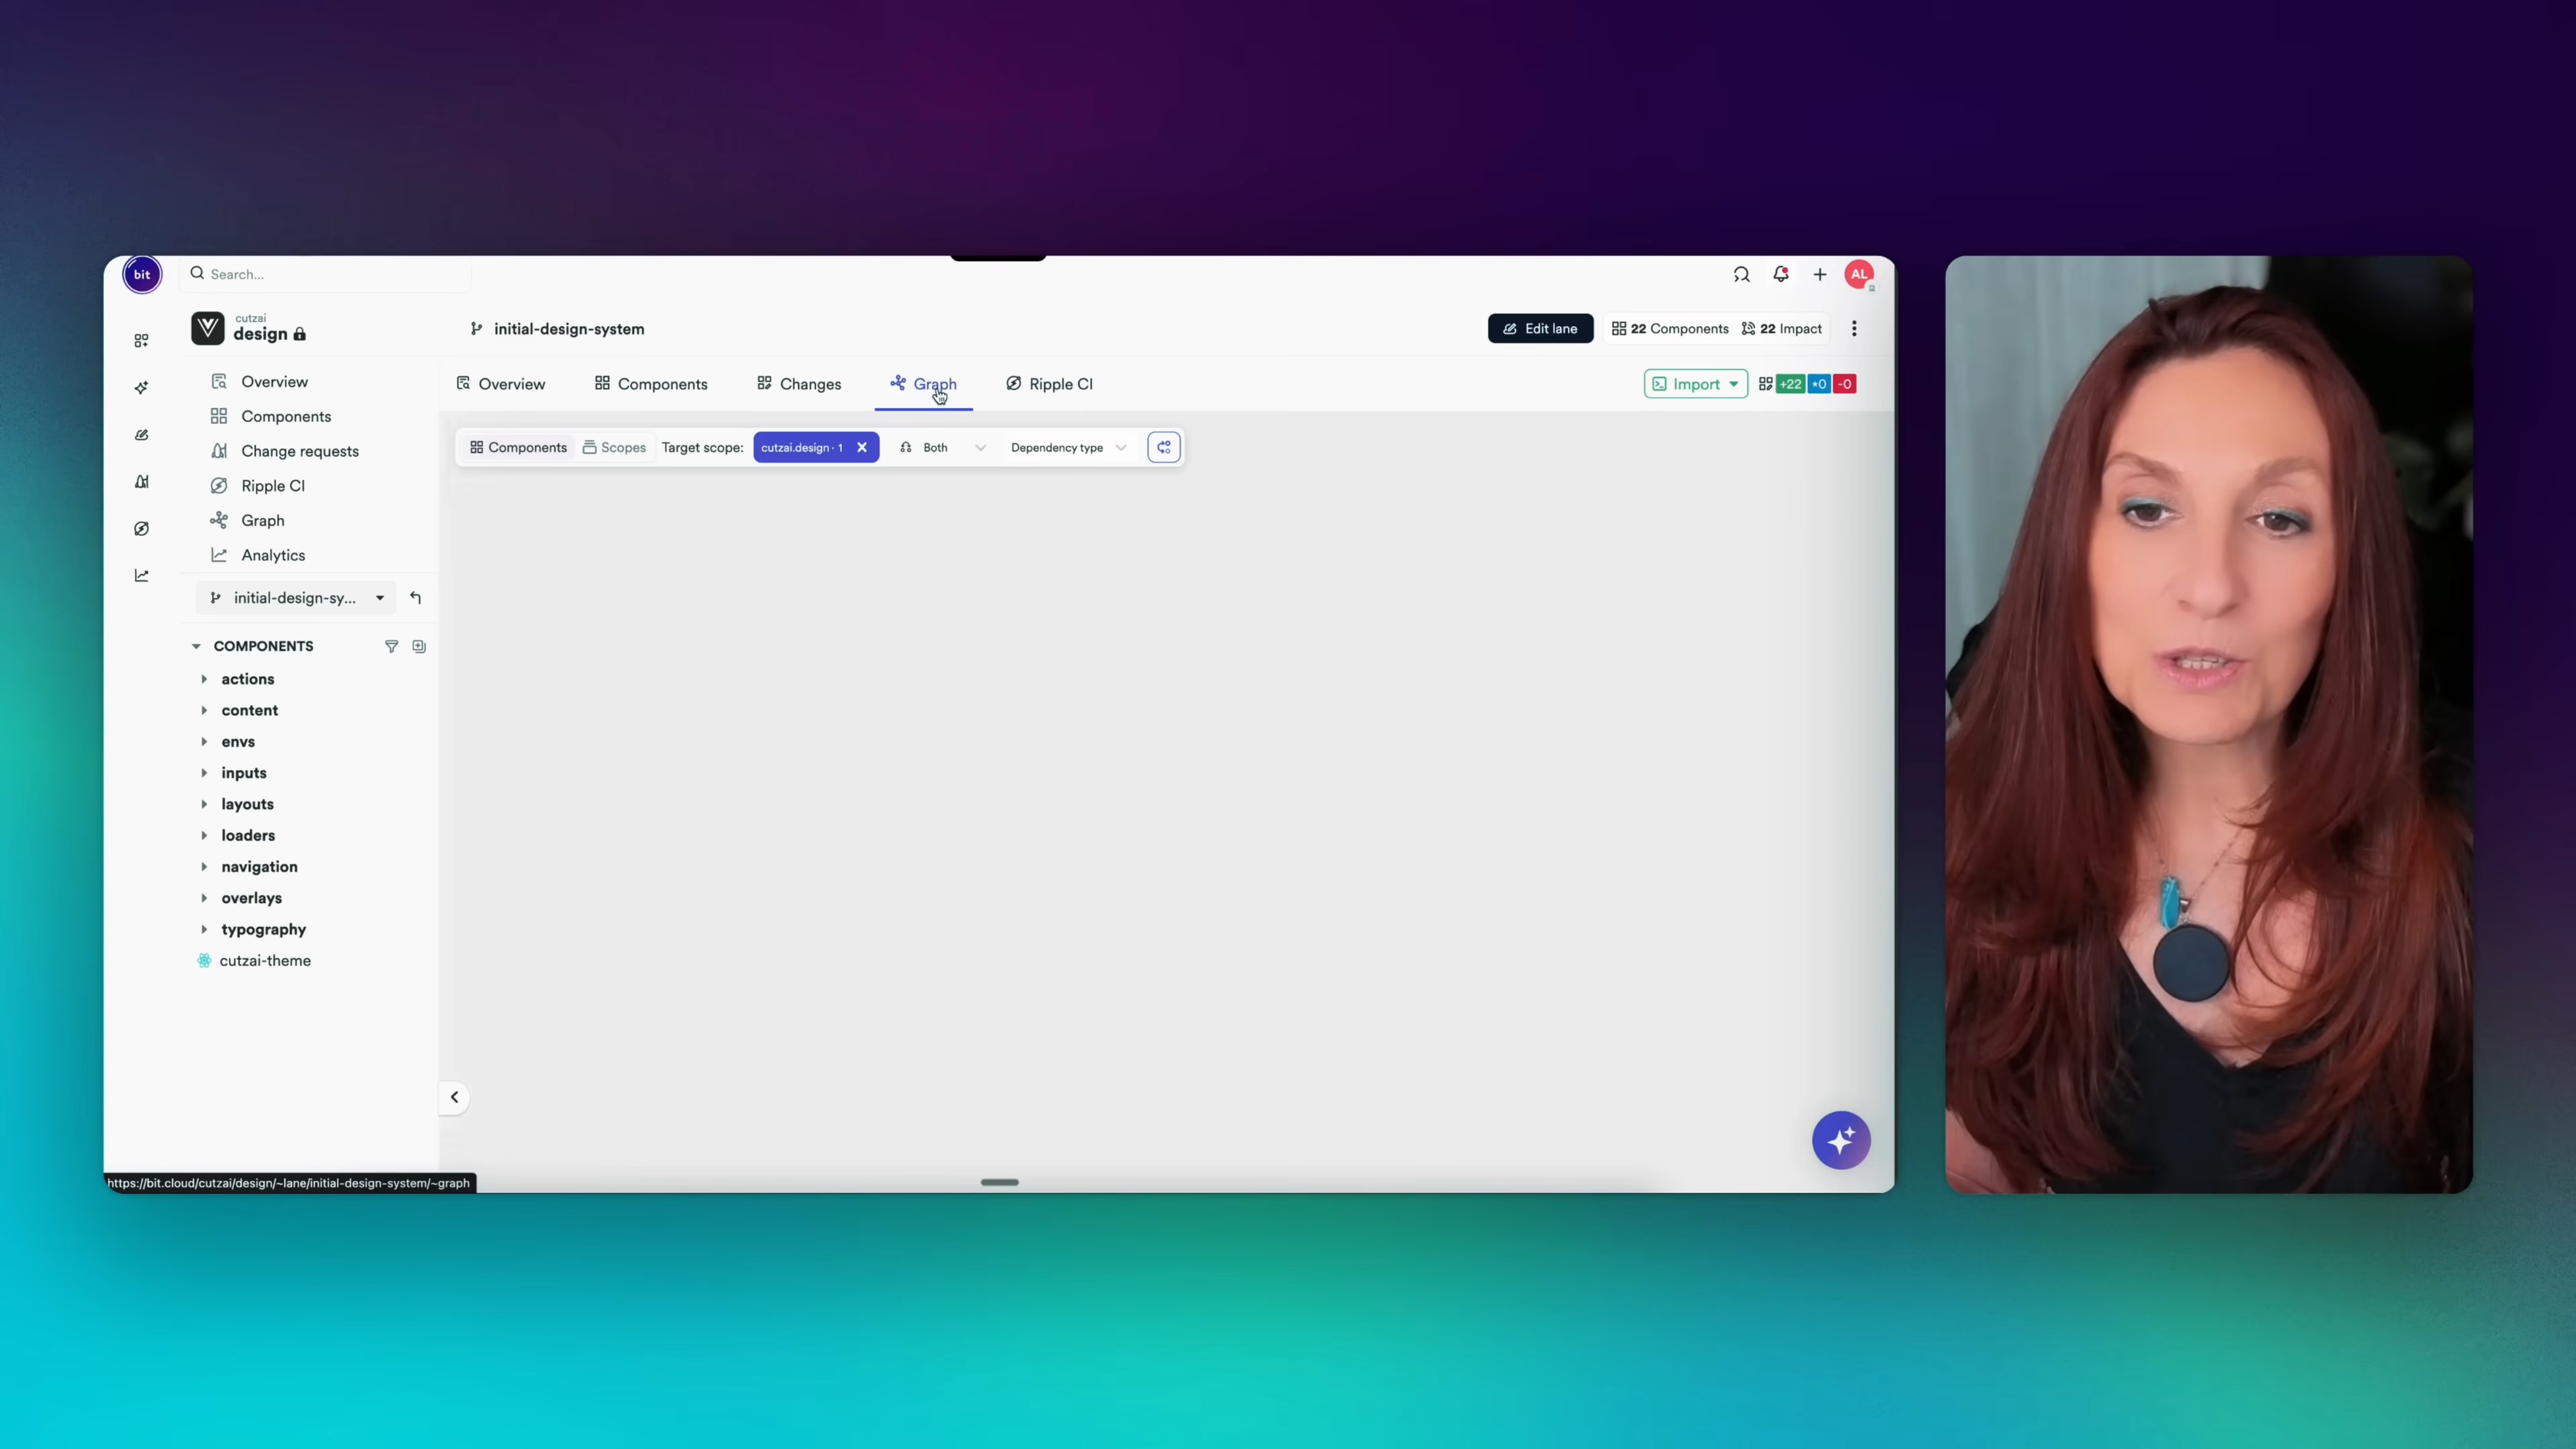 bit
Search...
AL
cutzai
design
initial-design-system
Edit lane
22 Components
22 Impact
Overview
Components
Changes
Graph
Ripple CI
Import
+22
*0
-0
Overview
Components
Change requests
Ripple CI
Graph
Analytics
Components
Scopes
Target scope:
cutzai.design · 1
Both
Dependency type
initial-design-sy...
COMPONENTS
actions
content
envs
inputs
layouts
loaders
navigation
overlays
typography
cutzai-theme
https://bit.cloud/cutzai/design/~lane/initial-design-system/~graph